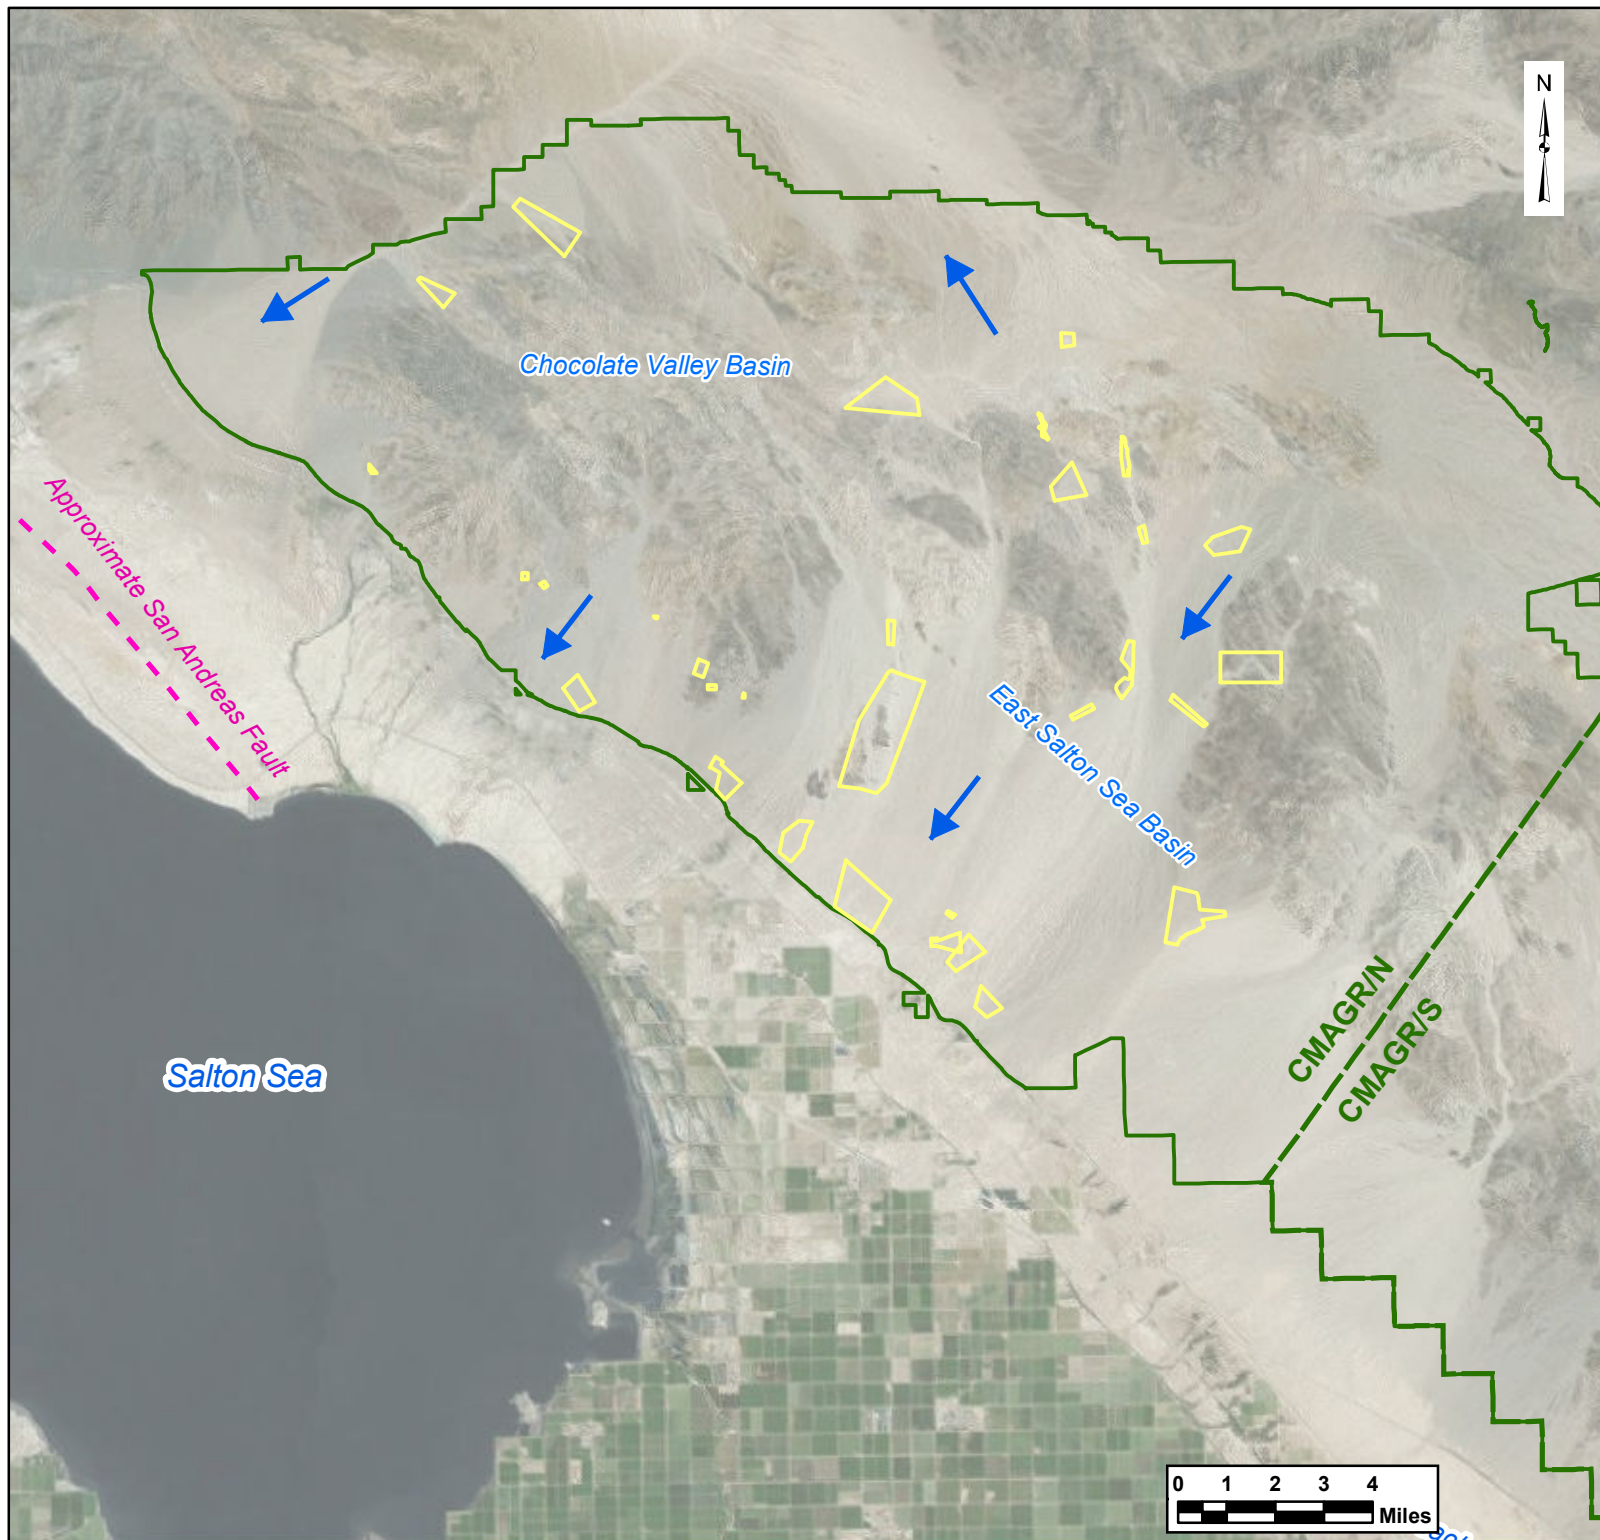 N
Chocolate Valley Basin
Approximate San Andreas Fault
East Salton Sea Basin
CMAGR/N
CMAGR/S
Salton Sea
0 1 2 3 4
Miles